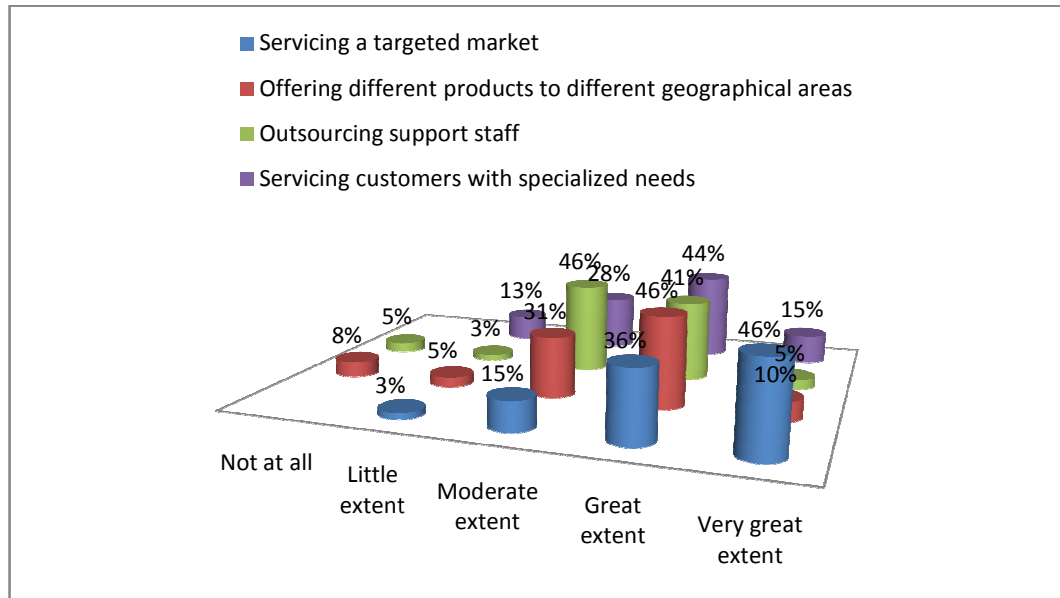 Servicing a targeted market
Offering different products to different geographical areas
Outsourcing support staff
Servicing customers with specialized needs
46%
28%
44%
41%
13%
31%
46%
15%
5%
3%
36%
46%
5%
8%
5%
10%
3%
15%
Not at all
Little
extent
Moderate
extent
Great
extent
Very great
extent